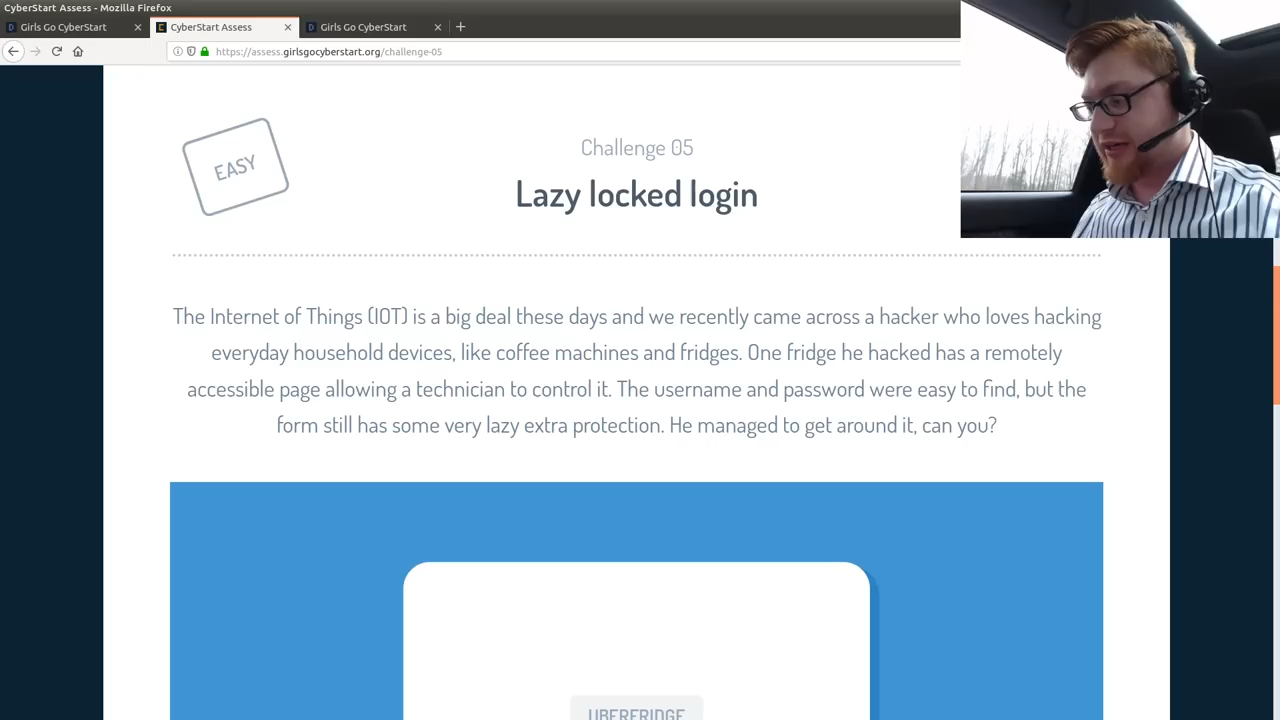 CyberStart Assess - Mozilla Firefox
Girls Go CyberStart
CyberStart Assess
Girls Go CyberStart
https://assess.girlsgocyberstart.org/challenge-05
EASY
Challenge 05
Lazy locked login
The Internet of Things (IOT) is a big deal these days and we recently came across a hacker who loves hacking
everyday household devices, like coffee machines and fridges. One fridge he hacked has a remotely
accessible page allowing a technician to control it. The username and password were easy to find, but the
form still has some very lazy extra protection. He managed to get around it, can you?
UBERFRIDGE